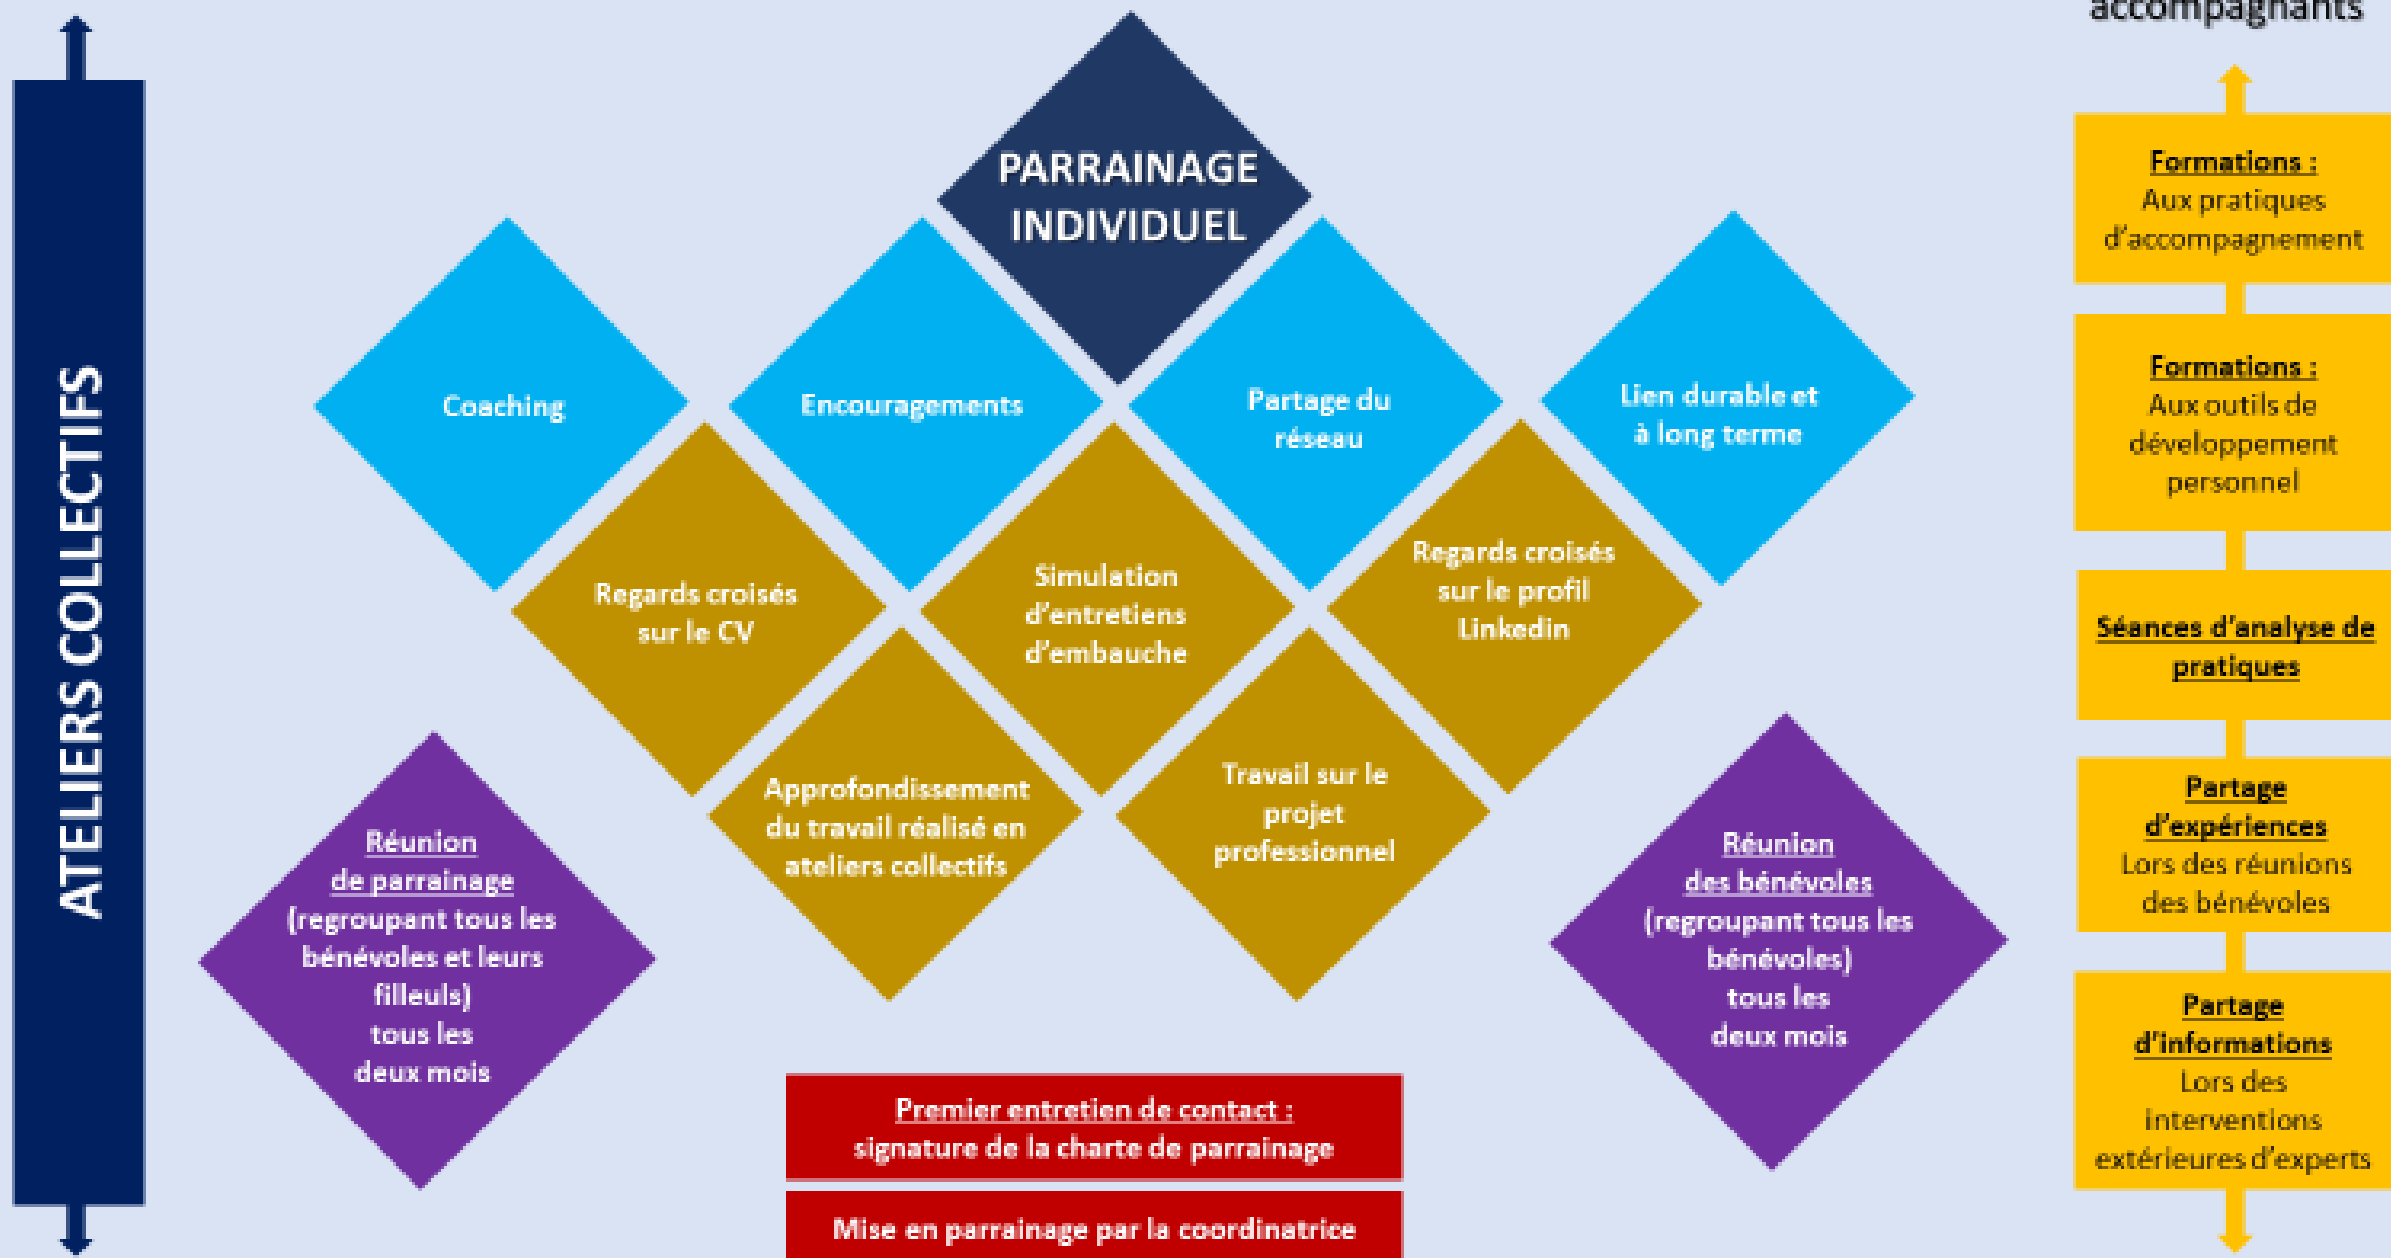 ATELIERS COLLECTIFS
PARRAINAGE
INDIVIDUEL
Coaching
Encouragements
Partage du
réseau
Lien durable et
à long terme
Regards croisés
sur le CV
Simulation
d'entretiens
d'embauche
Regards croisés
sur le profil
Linkedin
Approfondissement
du travail réalisé en
ateliers collectifs
Travail sur le
projet
professionnel
Réunion
de parrainage
(regroupant tous les
bénévoles et leurs
filleuls)
tous les
deux mois
Réunion
des bénévoles
(regroupant tous les
bénévoles)
tous les
deux mois
Premier entretien de contact :
signature de la charte de parrainage
Mise en parrainage par la coordinatrice
accompagnants
Formations :
Aux pratiques
d'accompagnement
Formations :
Aux outils de
développement
personnel
Séances d'analyse de
pratiques
Partage
d'expériences
Lors des réunions
des bénévoles
Partage
d'informations
Lors des
interventions
extérieures d'experts